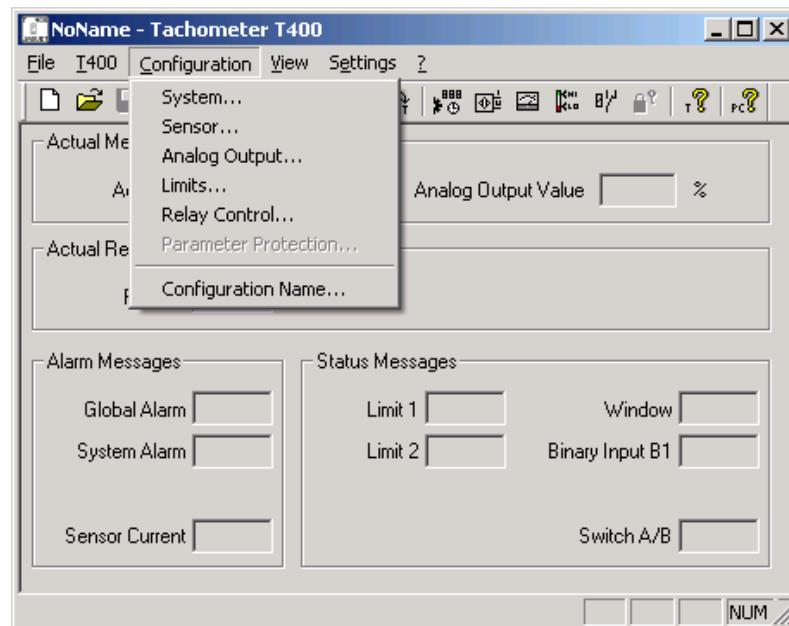 NoName - Tachometer T400
File T400 Configuration View Settings ?
System...
Sensor...
Analog Output...
Limits...
Relay Control...
Parameter Protection...
Configuration Name...
Actual Me
Analog Output Value %
Actual Re
Alarm Messages
Global Alarm
System Alarm
Sensor Current
Status Messages
Limit 1
Window
Limit 2
Binary Input B1
Switch A/B
NUM